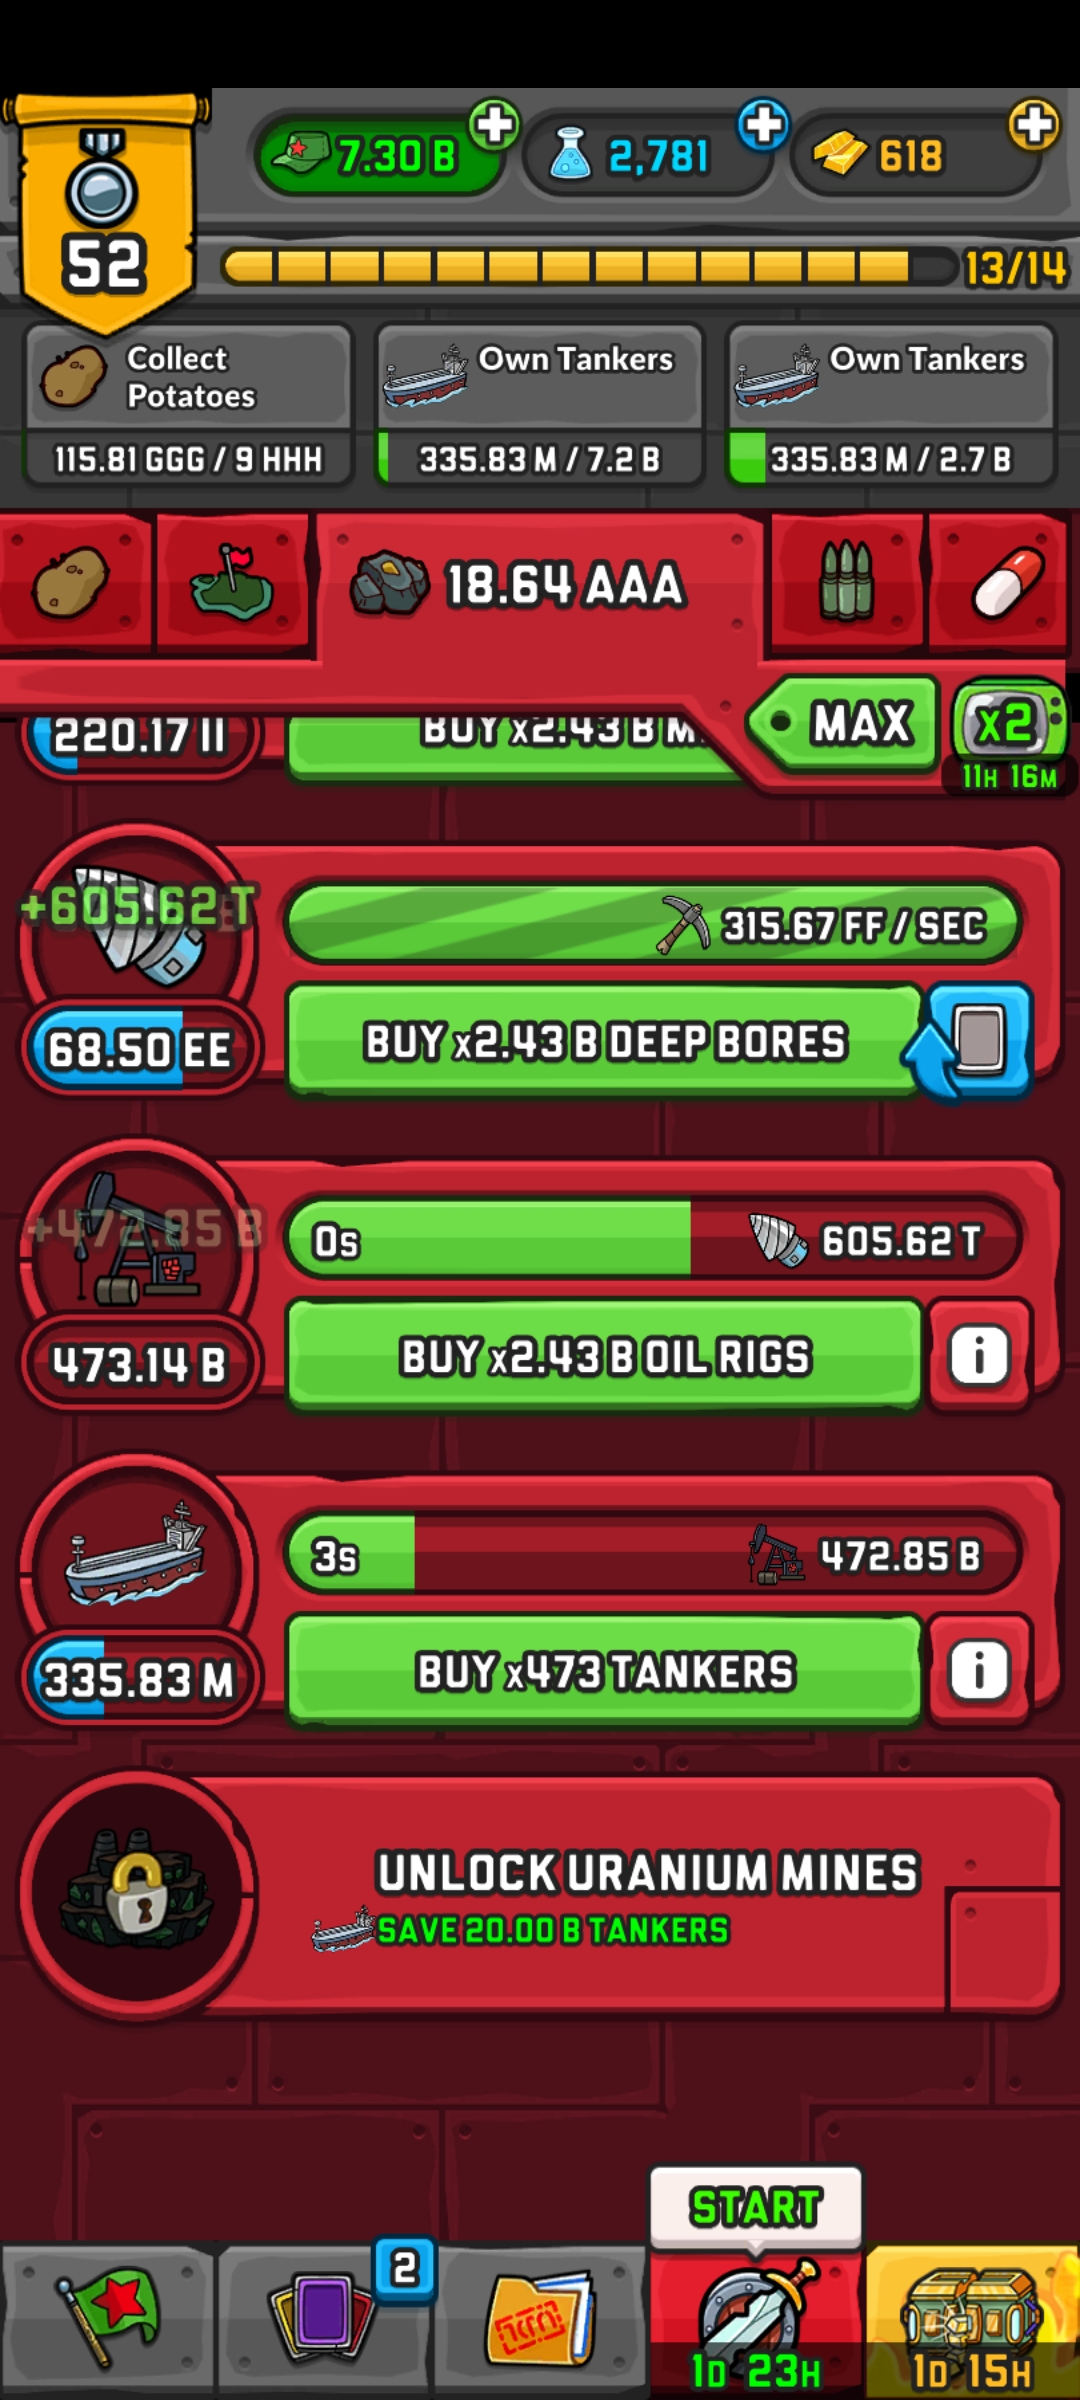 7.30 B
2,781
618
52
13/14
Collect
Potatoes
115.81 GGG / 9 HHH
Own Tankers
335.83 M / 7.2 B
Own Tankers
335.83 M / 2.7 B
18.64 AAA
MAX
x2
11H 16M
220.17 II
BUY x2.43 B M
+605.62 T
315.67 FF / SEC
68.50 EE
BUY x2.43 B DEEP BORES
+472.85 B
0s
605.62 T
473.14 B
BUY x2.43 B OIL RIGS
i
3s
472.85 B
335.83 M
BUY x473 TANKERS
i
UNLOCK URANIUM MINES
SAVE 20.00 B TANKERS
START
2
1D 23H
1D 15H